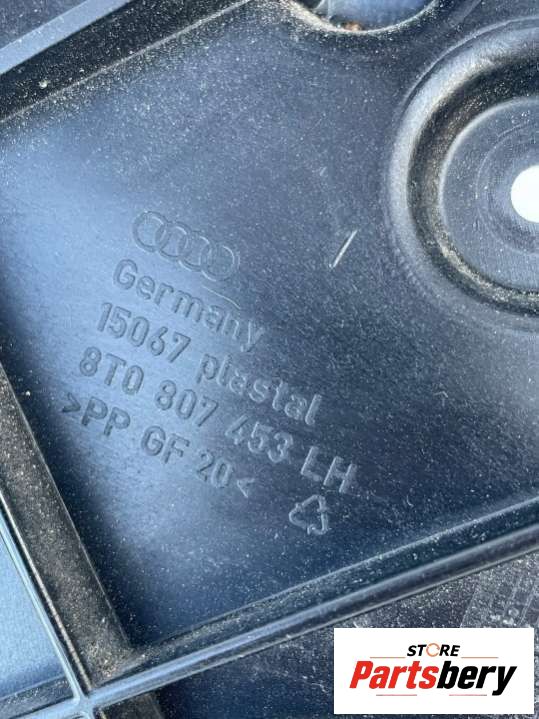 Germany
15067 plastal
8T0 807 453 LH
>PP GF 20<
STORE
Partsbery